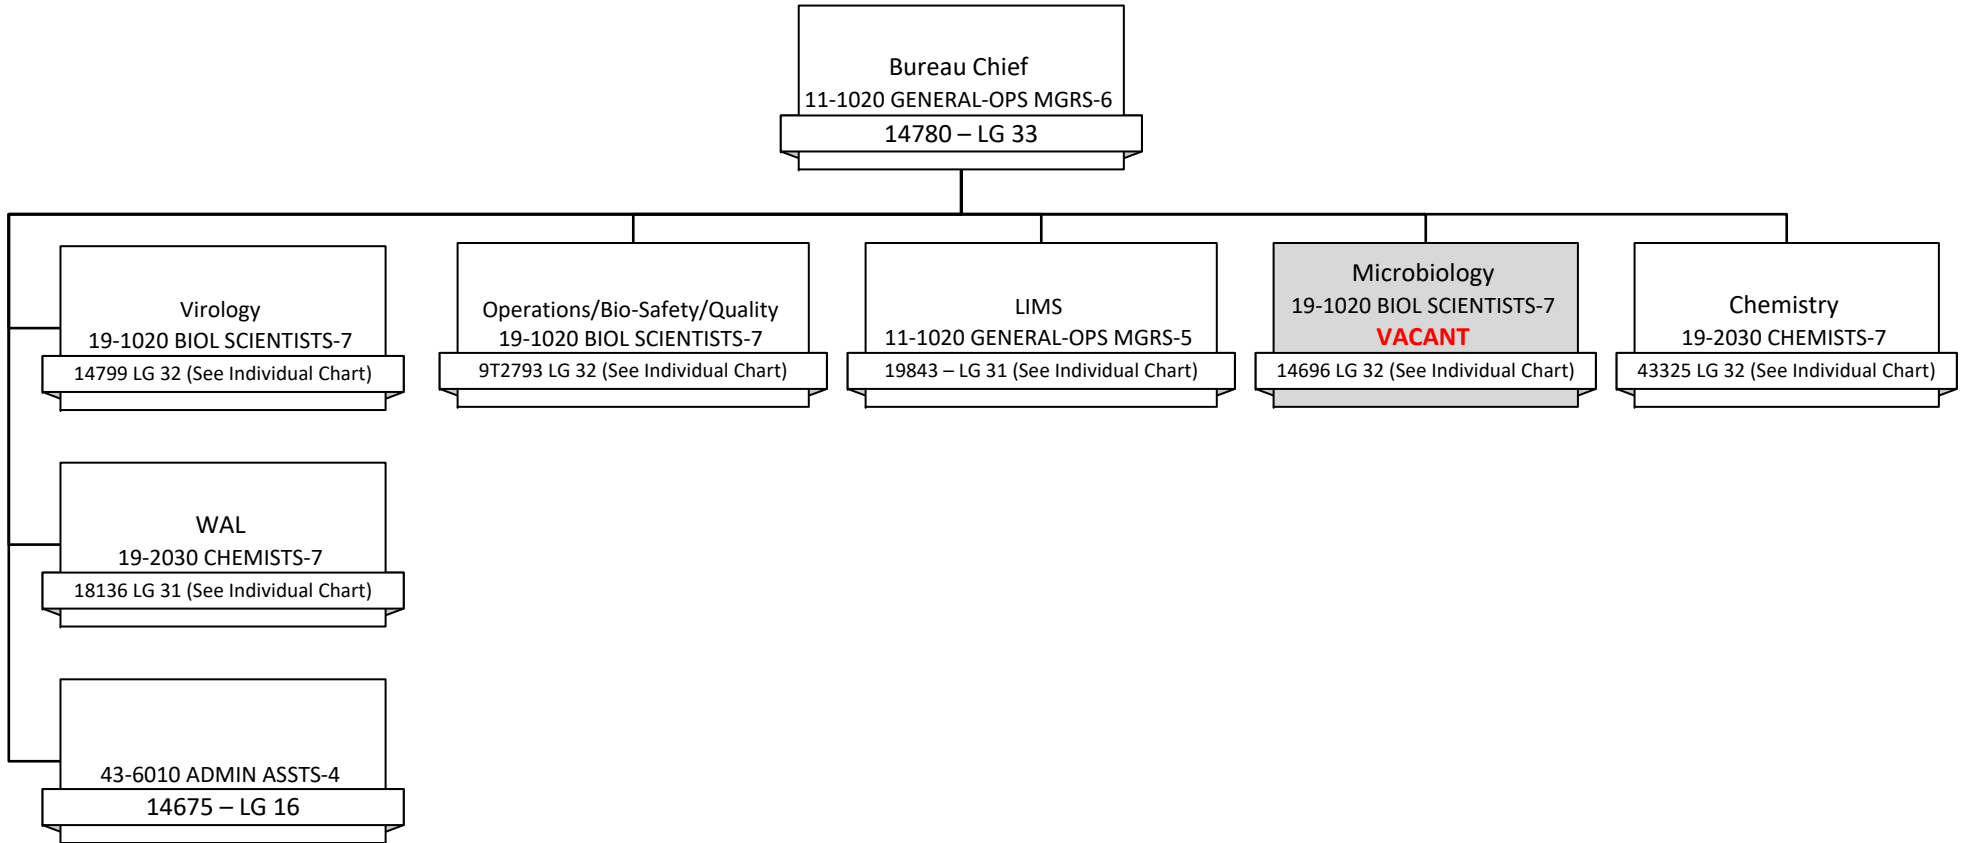 Bureau Chief
11-1020 GENERAL-OPS MGRS-6
14780 – LG 33
Virology
19-1020 BIOL SCIENTISTS-7
14799 LG 32 (See Individual Chart)
Operations/Bio-Safety/Quality
19-1020 BIOL SCIENTISTS-7
9T2793 LG 32 (See Individual Chart)
LIMS
11-1020 GENERAL-OPS MGRS-5
19843 – LG 31 (See Individual Chart)
Microbiology
19-1020 BIOL SCIENTISTS-7
VACANT
14696 LG 32 (See Individual Chart)
Chemistry
19-2030 CHEMISTS-7
43325 LG 32 (See Individual Chart)
WAL
19-2030 CHEMISTS-7
18136 LG 31 (See Individual Chart)
43-6010 ADMIN ASSTS-4
14675 – LG 16